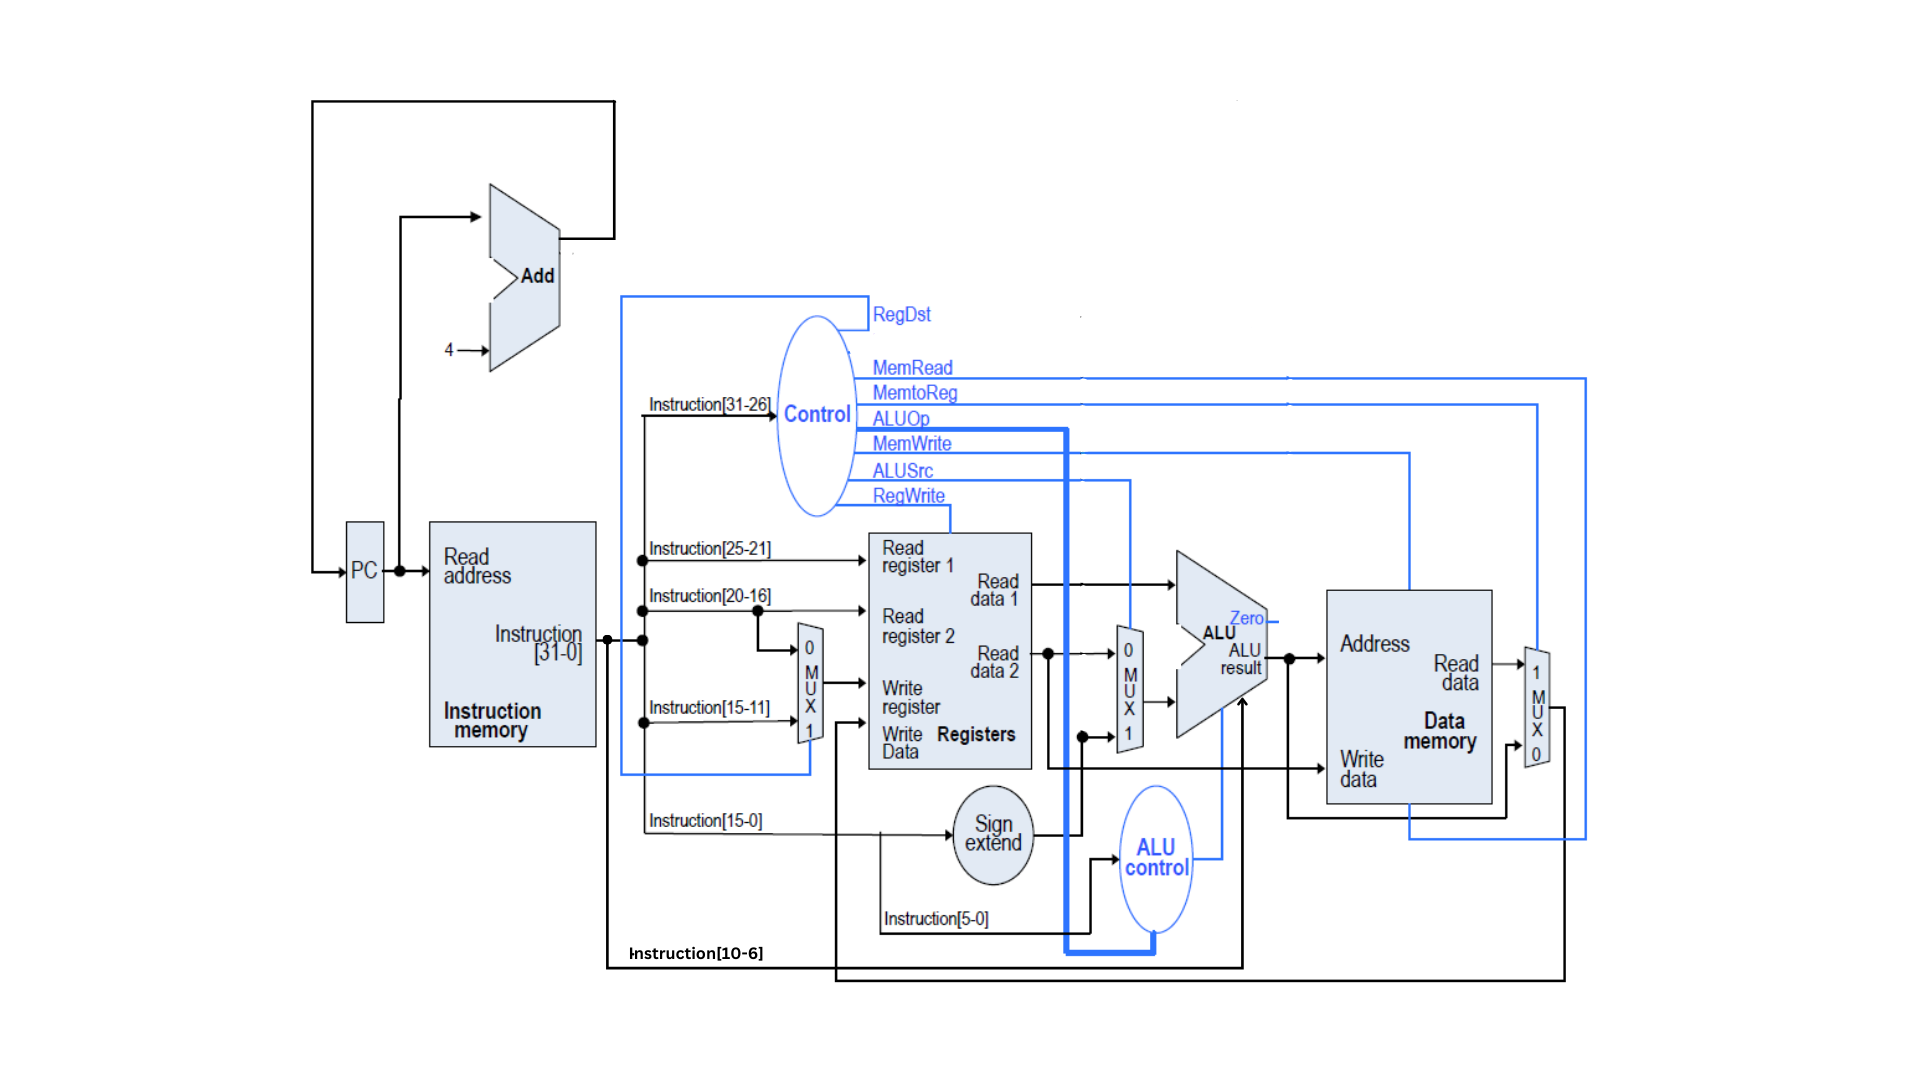 Add
4
RegDst
MemRead
MemtoReg
ALUOp
MemWrite
ALUSrc
RegWrite
Control
Instruction[31-26]
PC
Read
address
Instruction
[31-0]
Instruction
memory
Instruction[25-21]
Instruction[20-16]
Instruction[15-11]
Instruction[15-0]
Instruction[5-0]
Instruction[10-6]
0
M
U
X
1
Read
register 1
Read
register 2
Write
register
Write
Data
Registers
Read
data 1
Read
data 2
Sign
extend
0
M
U
X
1
Zero
ALU
ALU
result
ALU
control
Address
Read
data
Data
memory
Write
data
1
M
U
X
0